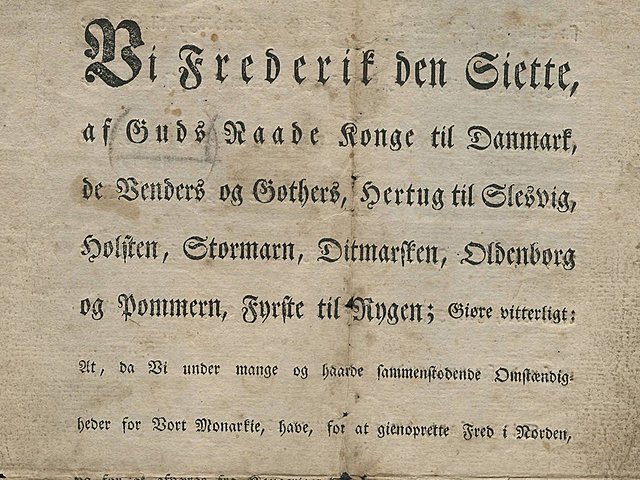 Vi Frederik den Siette,
af Guds Naade Konge til Danmark,
de Venders og Gothers, Hertug til Slesvig,
Holsten, Stormarn, Ditmarsken, Oldenborg
og Pommern, Fyrste til Rygen; Giøre vitterligt:
At, da Vi under mange og haarde sammenstødende Omstændig-
heder for Vort Monarkie, have, for at gienoprette Fred i Norden,